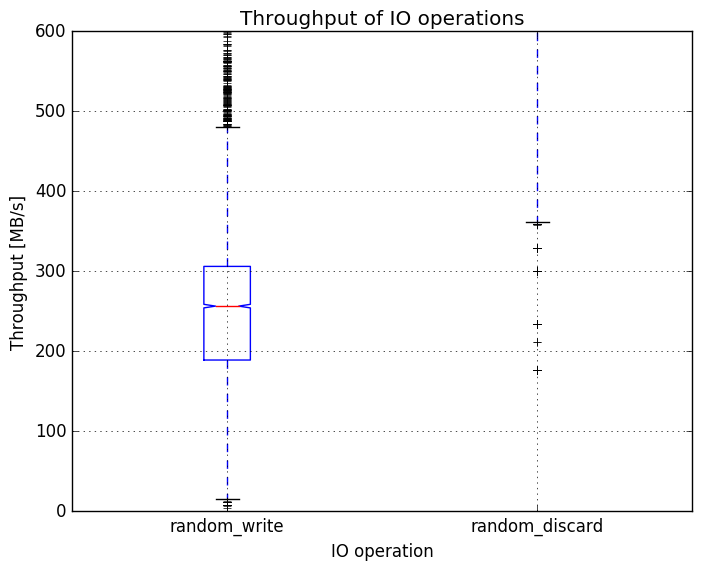 Throughput of IO operations
600
500
400
300
200
100
0
Throughput [MB/s]
random_write random_discard
IO operation